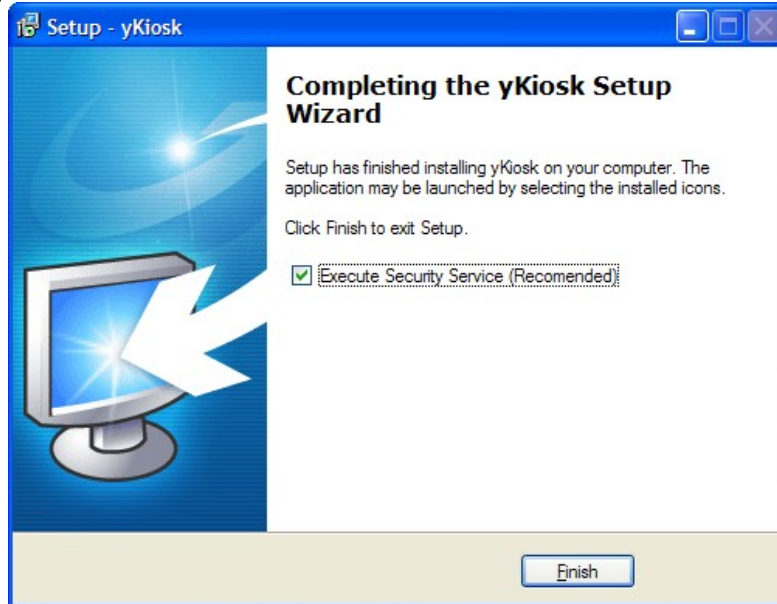 Setup - yKiosk
Completing the yKiosk Setup
Wizard
Setup has finished installing yKiosk on your computer. The
application may be launched by selecting the installed icons.
Click Finish to exit Setup.
Execute Security Service (Recomended)
Finish